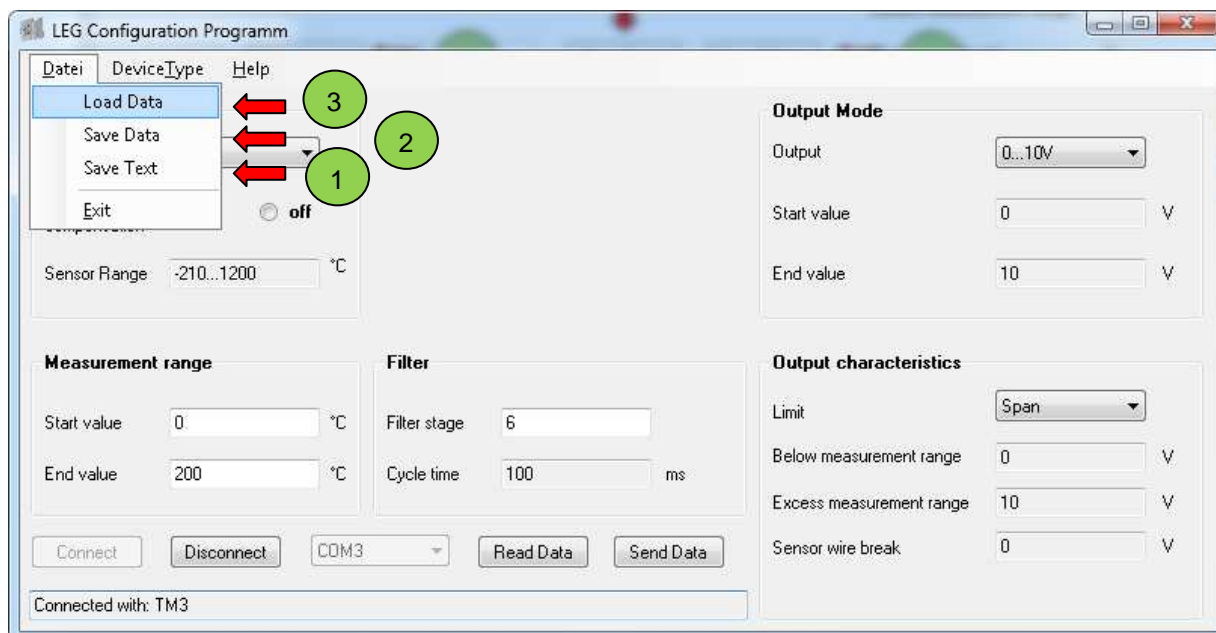 LEG Configuration Programm
Datei DeviceType Help
Load Data 3
Save Data 2
Save Text 1
Exit
off
Sensor Range -210...1200 °C
Output Mode
Output 0...10V
Start value 0 V
End value 10 V
Measurement range
Start value 0 °C
End value 200 °C
Filter
Filter stage 6
Cycle time 100 ms
Output characteristics
Limit Span
Below measurement range 0 V
Excess measurement range 10 V
Sensor wire break 0 V
Connect Disconnect COM3 Read Data Send Data
Connected with: TM3